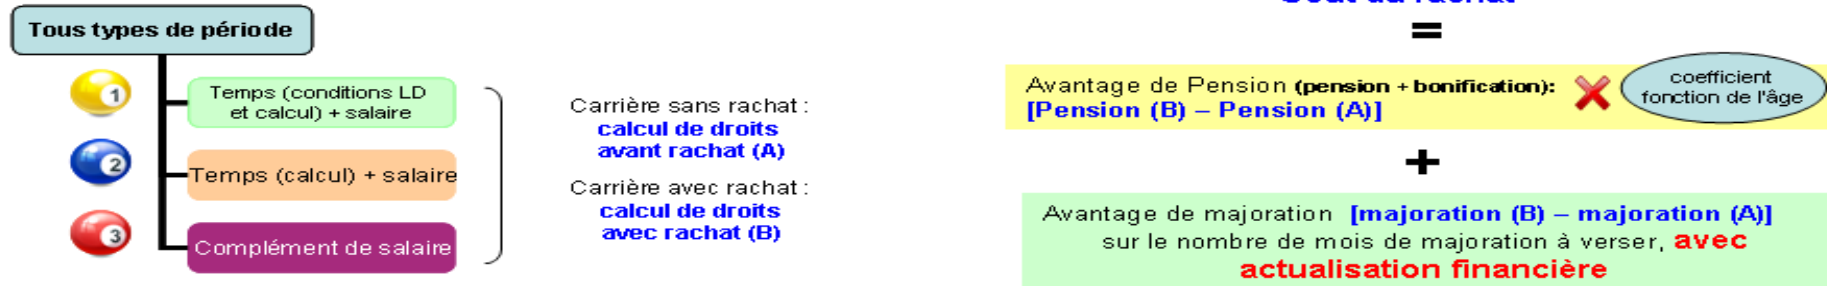 Tous types de période
1
Temps (conditions LD
et calcul) + salaire
2
Temps (calcul) + salaire
3
Complément de salaire
Carrière sans rachat :
calcul de droits
avant rachat (A)
Carrière avec rachat :
calcul de droits
avec rachat (B)
=
Avantage de Pension (pension + bonification):
[Pension (B) – Pension (A)]
coefficient
fonction de l'âge
+
Avantage de majoration [majoration (B) – majoration (A)]
sur le nombre de mois de majoration à verser, avec
actualisation financière